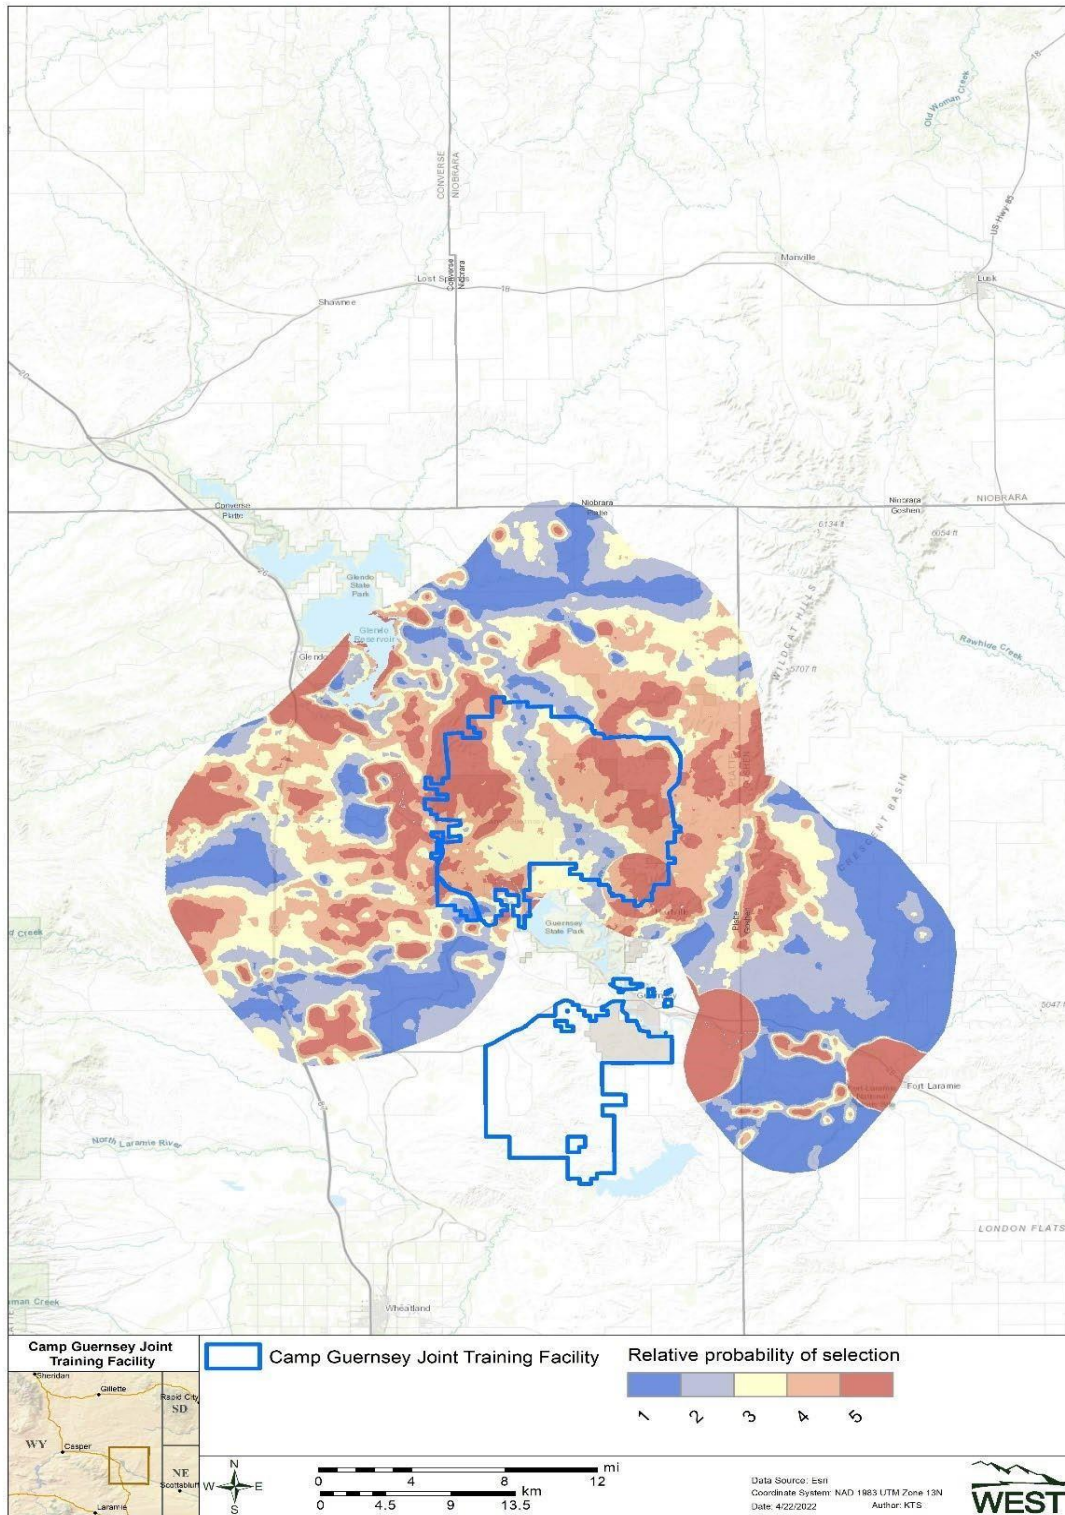 Old Woman Creek
18
CONVERSE
NIOBRARA
US Hwy 85
Manville
Lusk
Lost Springs
Converse
Niobrara
18
Shawnee
20
Converse
Platte
Niobrara
Platte
Niobrara
Goshen
NIOBRARA
6134 ft
6054 ft
Glendo
State
Park
26
Glendo
Reservoir
Glendo
WILDCAT HILLS
Rawhide Creek
5707 ft
CRESCENT BASIN
Platte
Goshen
Guernsey
State Park
Guernsey
5047 ft
Fort Laramie
North Laramie River
LONDON FLATS
Wheatland
Camp Guernsey Joint
Training Facility
Camp Guernsey Joint Training Facility
Relative probability of selection
1 2 3 4 5
Sheridan
Gillette
Rapid City
SD
WY
Casper
NE
Scottsbluff
Laramie
N
W E
S
0 4 8 12 mi
0 4.5 9 13.5 km
Data Source: Esri
Coordinate System: NAD 1983 UTM Zone 13N
Date: 4/22/2022 Author: KTS
WEST